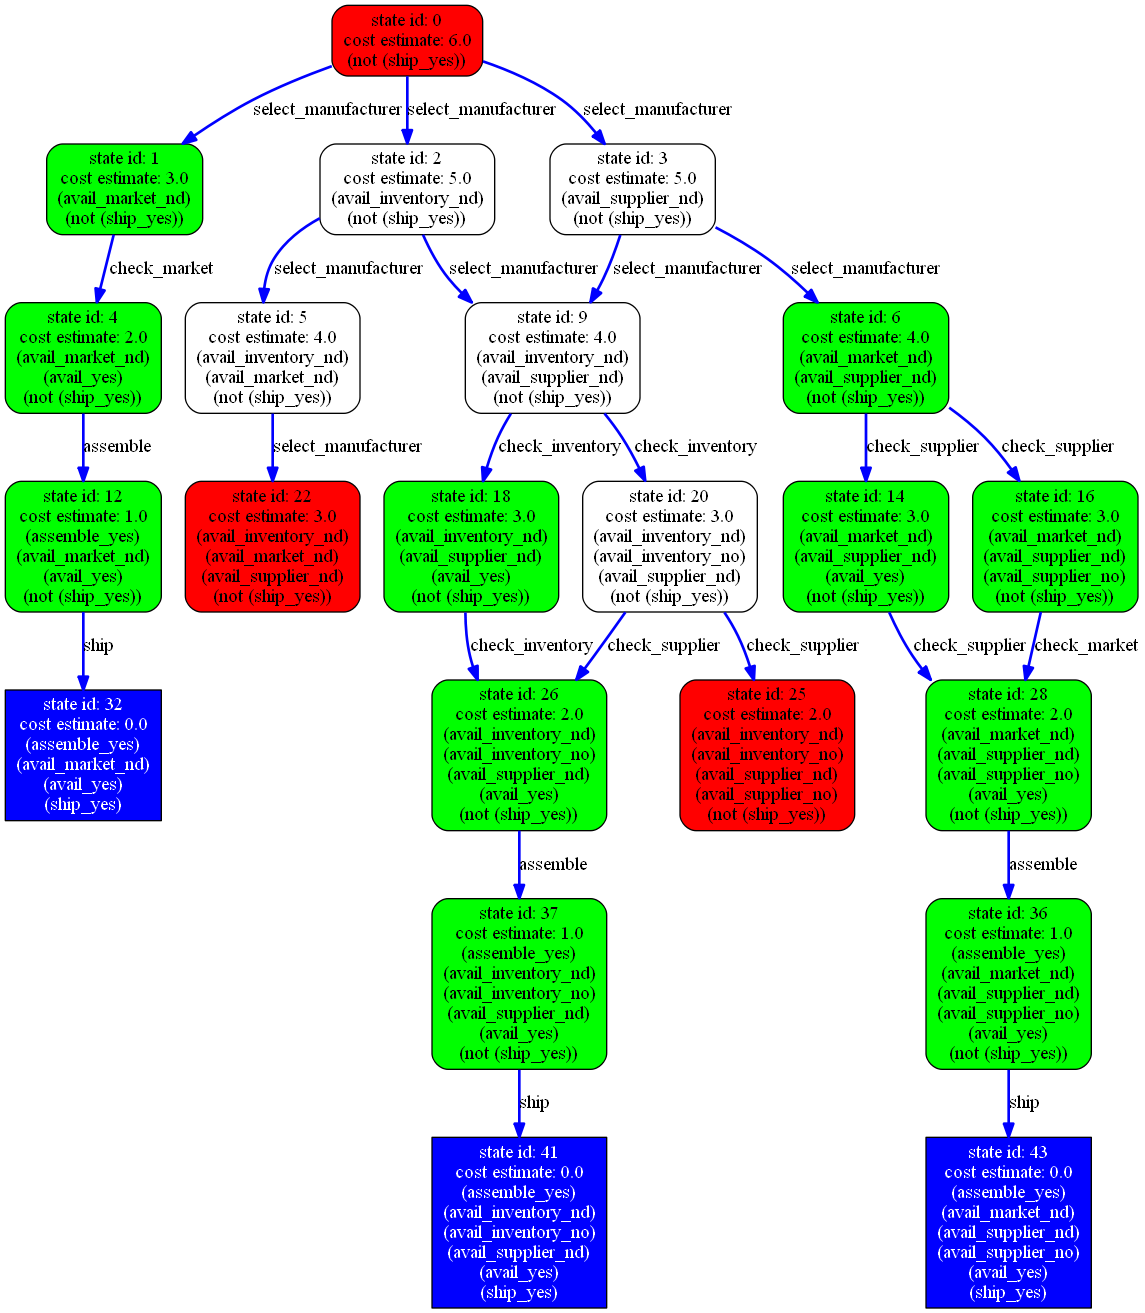 state id: 0
cost estimate: 6.0
(not (ship_yes))
select_manufacturer
select_manufacturer
select_manufacturer
state id: 1
cost estimate: 3.0
(avail_market_nd)
(not (ship_yes))
state id: 2
cost estimate: 5.0
(avail_inventory_nd)
(not (ship_yes))
state id: 3
cost estimate: 5.0
(avail_supplier_nd)
(not (ship_yes))
check_market
select_manufacturer
select_manufacturer
select_manufacturer
select_manufacturer
state id: 4
cost estimate: 2.0
(avail_market_nd)
(avail_yes)
(not (ship_yes))
state id: 5
cost estimate: 4.0
(avail_inventory_nd)
(avail_market_nd)
(not (ship_yes))
state id: 9
cost estimate: 4.0
(avail_inventory_nd)
(avail_supplier_nd)
(not (ship_yes))
state id: 6
cost estimate: 4.0
(avail_market_nd)
(avail_supplier_nd)
(not (ship_yes))
assemble
select_manufacturer
check_inventory
check_inventory
check_supplier
check_supplier
state id: 12
cost estimate: 1.0
(assemble_yes)
(avail_market_nd)
(avail_yes)
(not (ship_yes))
state id: 22
cost estimate: 3.0
(avail_inventory_nd)
(avail_market_nd)
(avail_supplier_nd)
(not (ship_yes))
state id: 18
cost estimate: 3.0
(avail_inventory_nd)
(avail_supplier_nd)
(avail_yes)
(not (ship_yes))
state id: 20
cost estimate: 3.0
(avail_inventory_nd)
(avail_inventory_no)
(avail_supplier_nd)
(not (ship_yes))
state id: 14
cost estimate: 3.0
(avail_market_nd)
(avail_supplier_nd)
(avail_yes)
(not (ship_yes))
state id: 16
cost estimate: 3.0
(avail_market_nd)
(avail_supplier_nd)
(avail_supplier_no)
(not (ship_yes))
ship
check_inventory
check_supplier
check_supplier
check_supplier
check_market
state id: 32
cost estimate: 0.0
(assemble_yes)
(avail_market_nd)
(avail_yes)
(ship_yes)
state id: 26
cost estimate: 2.0
(avail_inventory_nd)
(avail_inventory_no)
(avail_supplier_nd)
(avail_yes)
(not (ship_yes))
state id: 25
cost estimate: 2.0
(avail_inventory_nd)
(avail_inventory_no)
(avail_supplier_nd)
(avail_supplier_no)
(not (ship_yes))
state id: 28
cost estimate: 2.0
(avail_market_nd)
(avail_supplier_nd)
(avail_supplier_no)
(avail_yes)
(not (ship_yes))
assemble
assemble
state id: 37
cost estimate: 1.0
(assemble_yes)
(avail_inventory_nd)
(avail_inventory_no)
(avail_supplier_nd)
(avail_yes)
(not (ship_yes))
state id: 36
cost estimate: 1.0
(assemble_yes)
(avail_market_nd)
(avail_supplier_nd)
(avail_supplier_no)
(avail_yes)
(not (ship_yes))
ship
ship
state id: 41
cost estimate: 0.0
(assemble_yes)
(avail_inventory_nd)
(avail_inventory_no)
(avail_supplier_nd)
(avail_yes)
(ship_yes)
state id: 43
cost estimate: 0.0
(assemble_yes)
(avail_market_nd)
(avail_supplier_nd)
(avail_supplier_no)
(avail_yes)
(ship_yes)